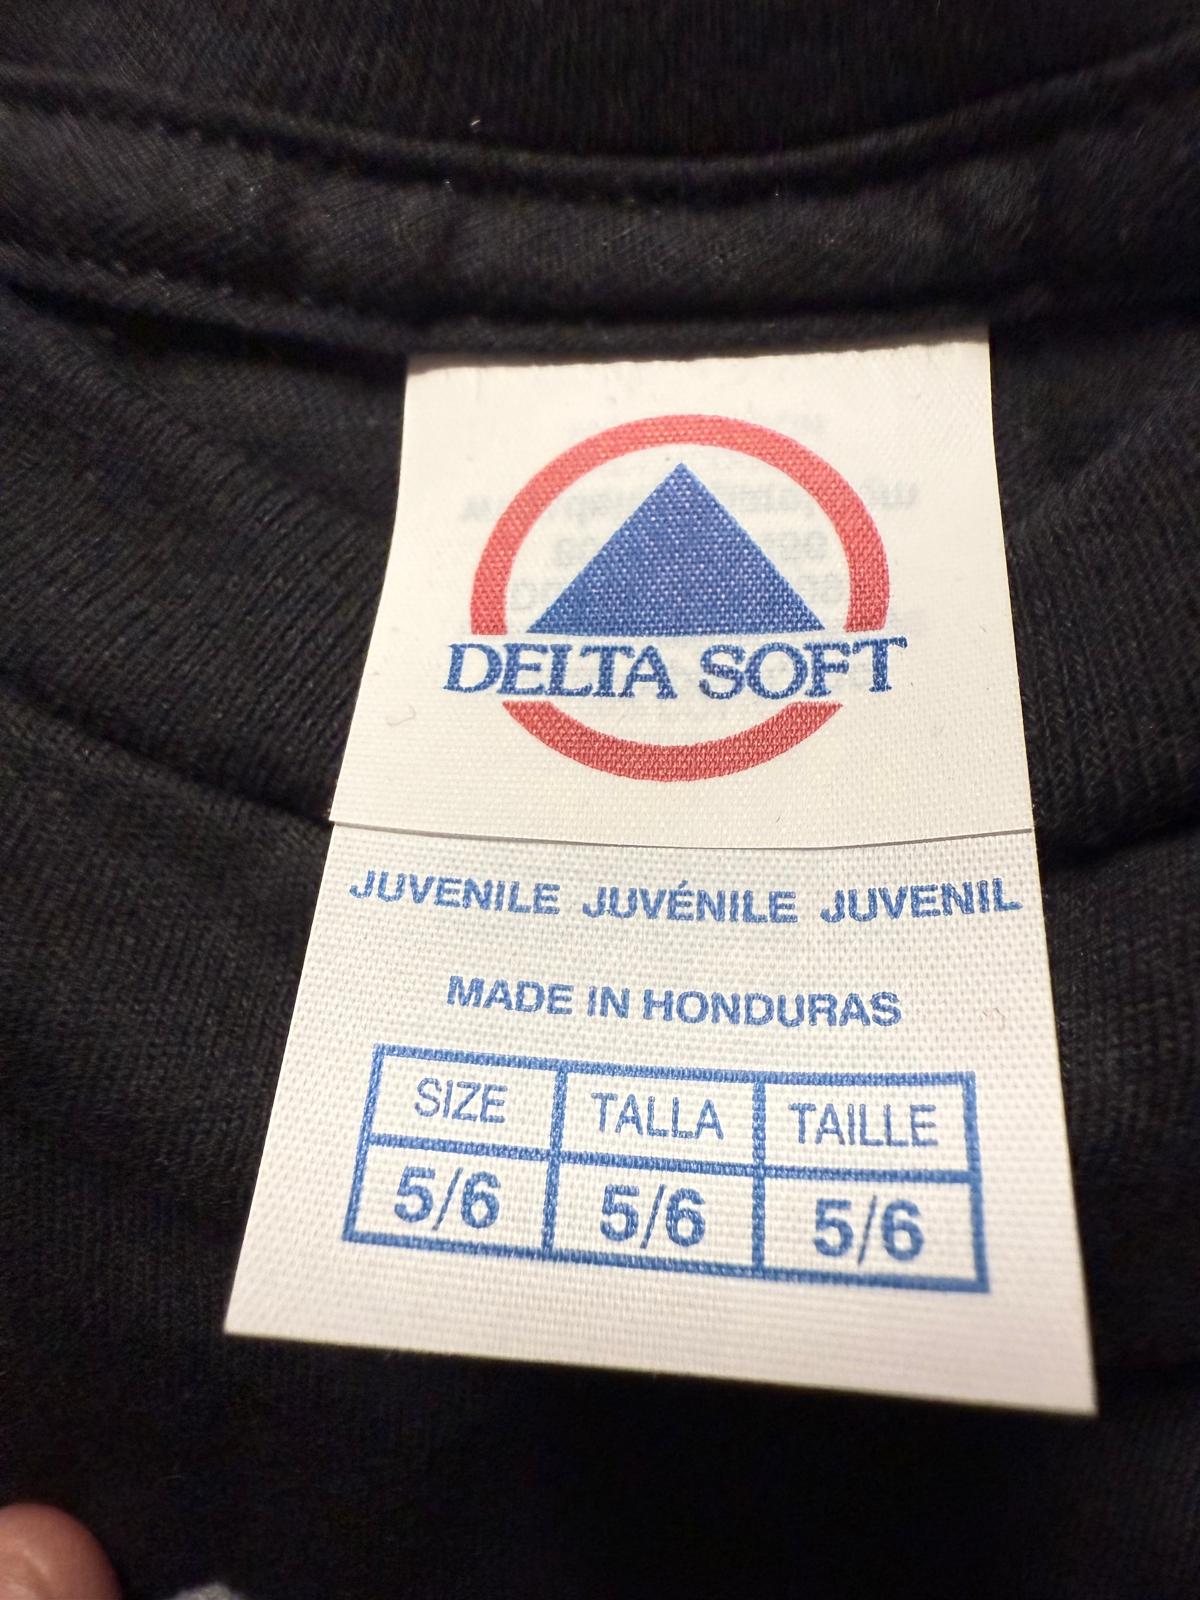 DELTA SOFT
JUVENILE JUVÉNILE JUVENIL
MADE IN HONDURAS
SIZE TALLA TAILLE
5/6 5/6 5/6